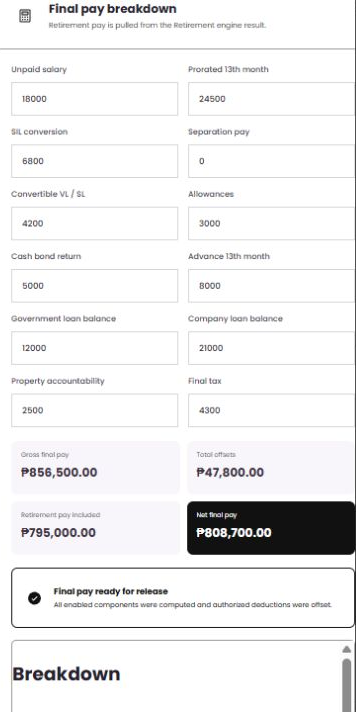 Final pay breakdown
Retirement pay is pulled from the Retirement engine result.
Unpaid salary
Prorated 13th month
18000
24500
SIL conversion
Separation pay
6800
0
Convertible VL / SL
Allowances
4200
3000
Cash bond return
Advance 13th month
5000
8000
Government loan balance
Company loan balance
12000
21000
Property accountability
Final tax
2500
4300
Gross final pay
Total offsets
₱856,500.00
₱47,800.00
Retirement pay included
Net final pay
₱795,000.00
₱808,700.00
Final pay ready for release
All enabled components were computed and authorized deductions were offset.
Breakdown